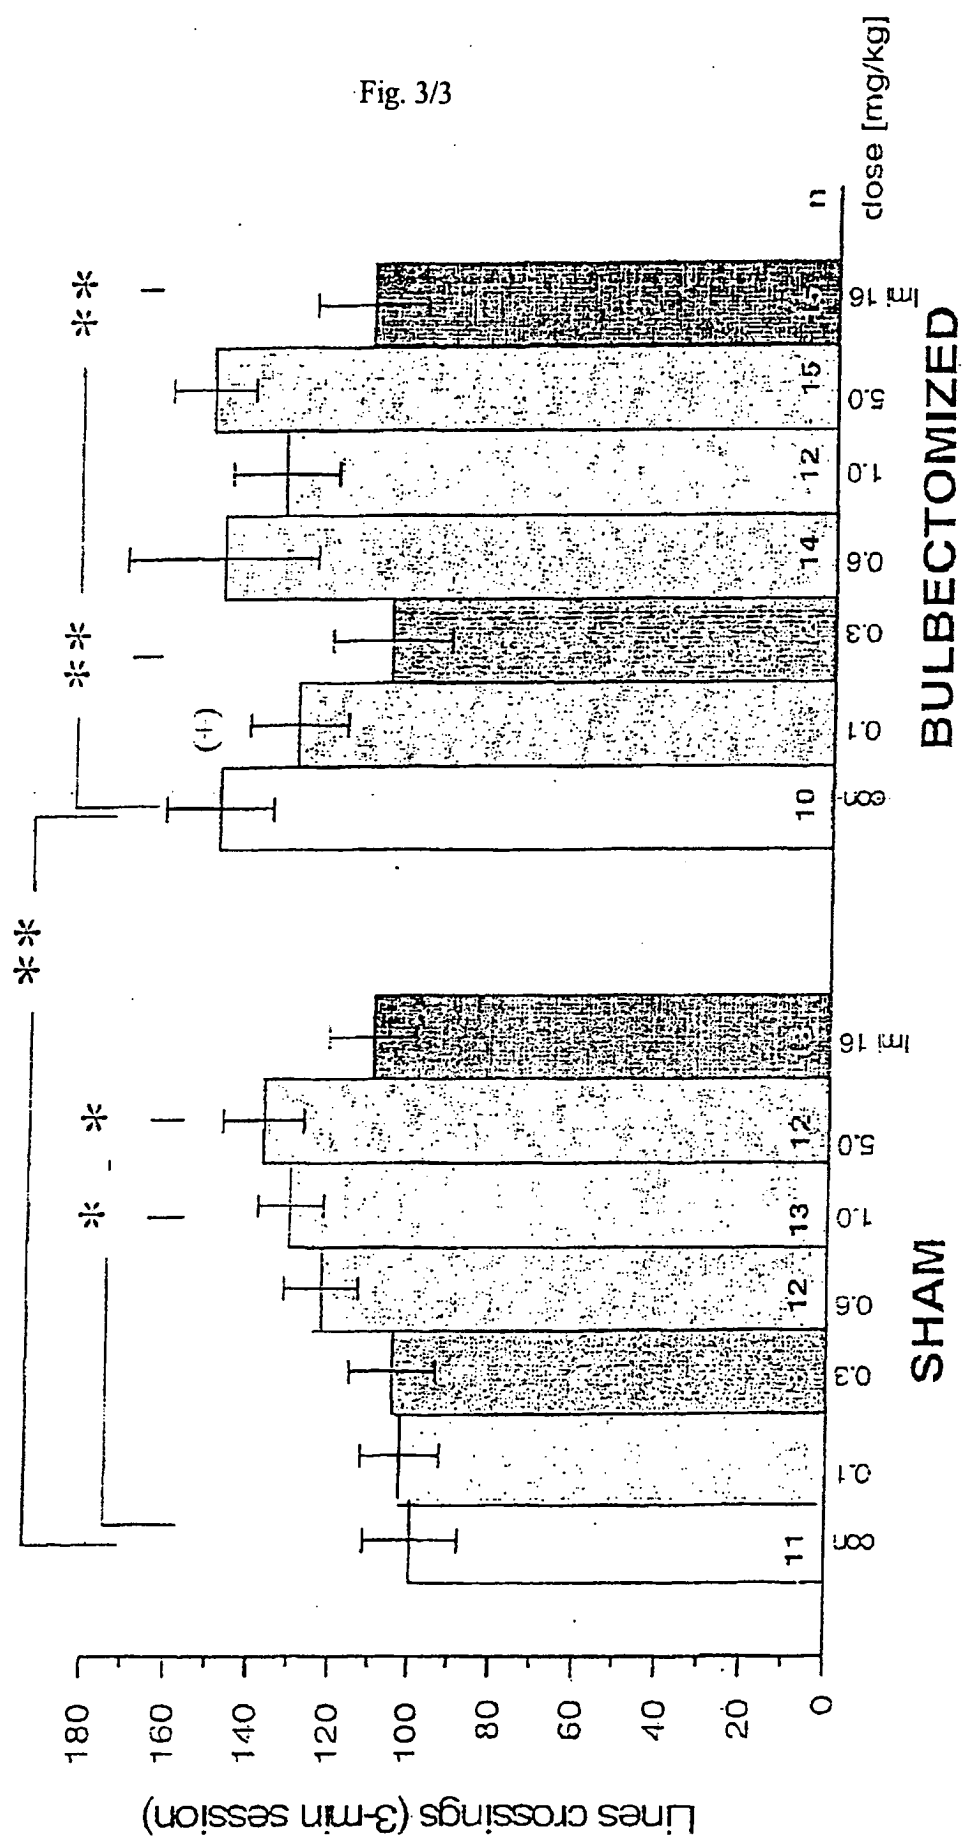 Fig. 3/3
Lines crossings (3-min session)
180
160
140
120
100
80
60
40
20
0
** 
* - *
** **
(+)
11 12 13 12 10 14 12 15 n
con 0.1 0.3 0.6 1.0 5.0 Imi 16
con 0.1 0.3 0.6 1.0 5.0 Imi 16
dose [mg/kg]
SHAM
BULBECTOMIZED